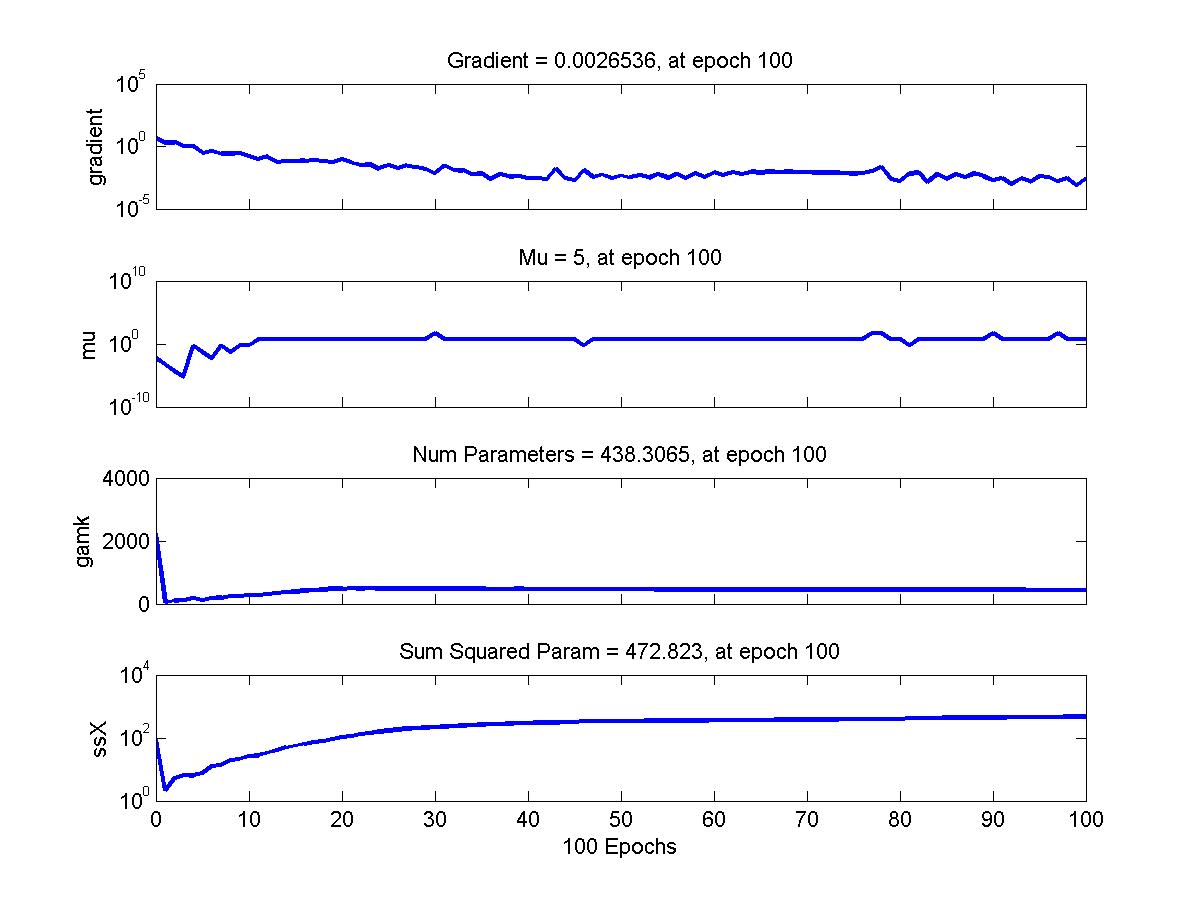 Gradient = 0.0026536, at epoch 100
10^5
10^0
10^-5
gradient
Mu = 5, at epoch 100
10^10
10^0
10^-10
mu
Num Parameters = 438.3065, at epoch 100
4000
2000
0
gamk
Sum Squared Param = 472.823, at epoch 100
10^4
10^2
10^0
ssX
0 10 20 30 40 50 60 70 80 90 100
100 Epochs